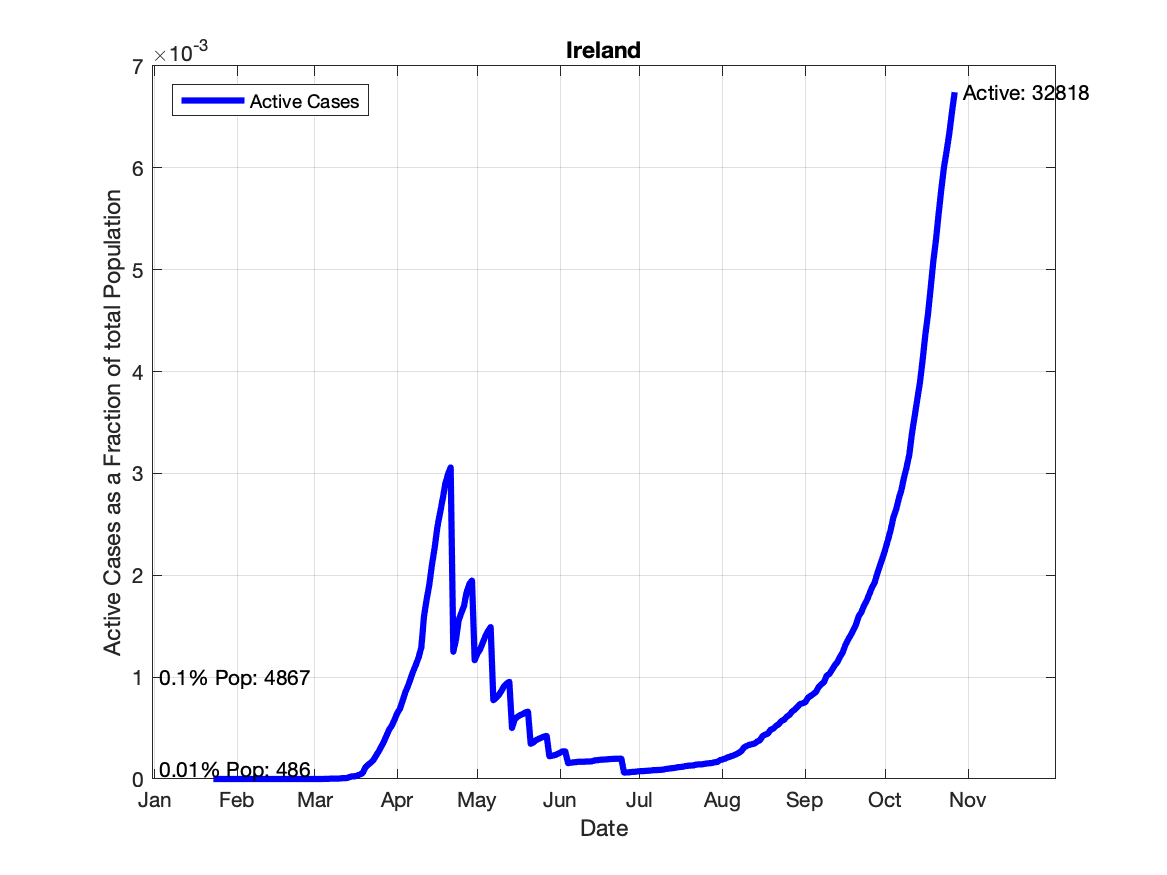 Ireland
×10-3
7
6
5
4
3
2
1
0
Active Cases as a Fraction of total Population
Active Cases
Active: 32818
0.1% Pop: 4867
0.01% Pop: 486
Jan Feb Mar Apr May Jun Jul Aug Sep Oct Nov
Date